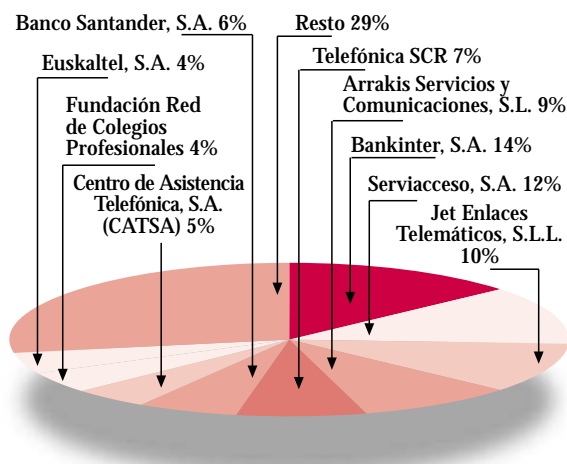 Banco Santander, S.A. 6%
Resto 29%
Euskaltel, S.A. 4%
Telefónica SCR 7%
Fundación Red
de Colegios
Profesionales 4%
Arrakis Servicios y
Comunicaciones, S.L. 9%
Bankinter, S.A. 14%
Centro de Asistencia
Telefónica, S.A.
(CATSA) 5%
Serviacceso, S.A. 12%
Jet Enlaces
Telemáticos, S.L.L.
10%